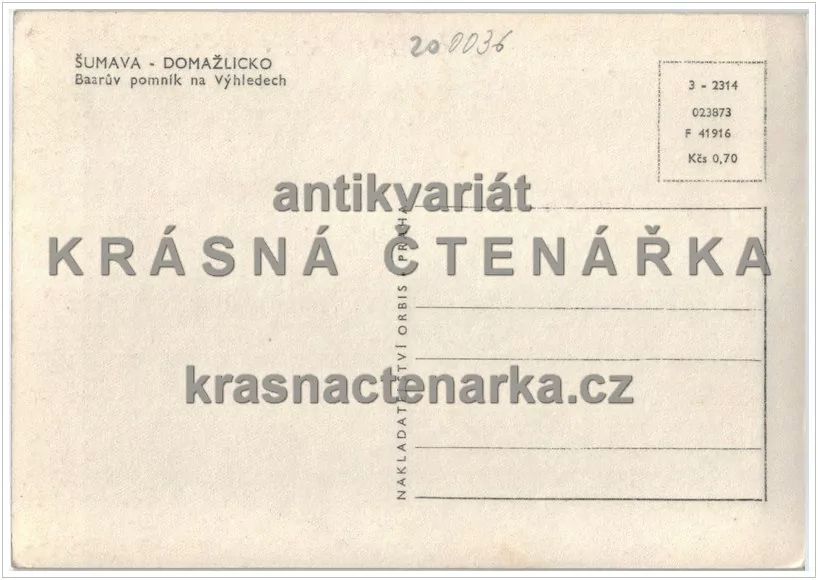 200036
ŠUMAVA - DOMAŽLICKO
Baarův pomník na Výhledech
3 - 2314
023873
F 41916
Kčs 0,70
antikvariát
KRÁSNÁ ČTENÁŘKA
krasnactenarka.cz
NAKLADATELSTVÍ ORBIS PRAHA